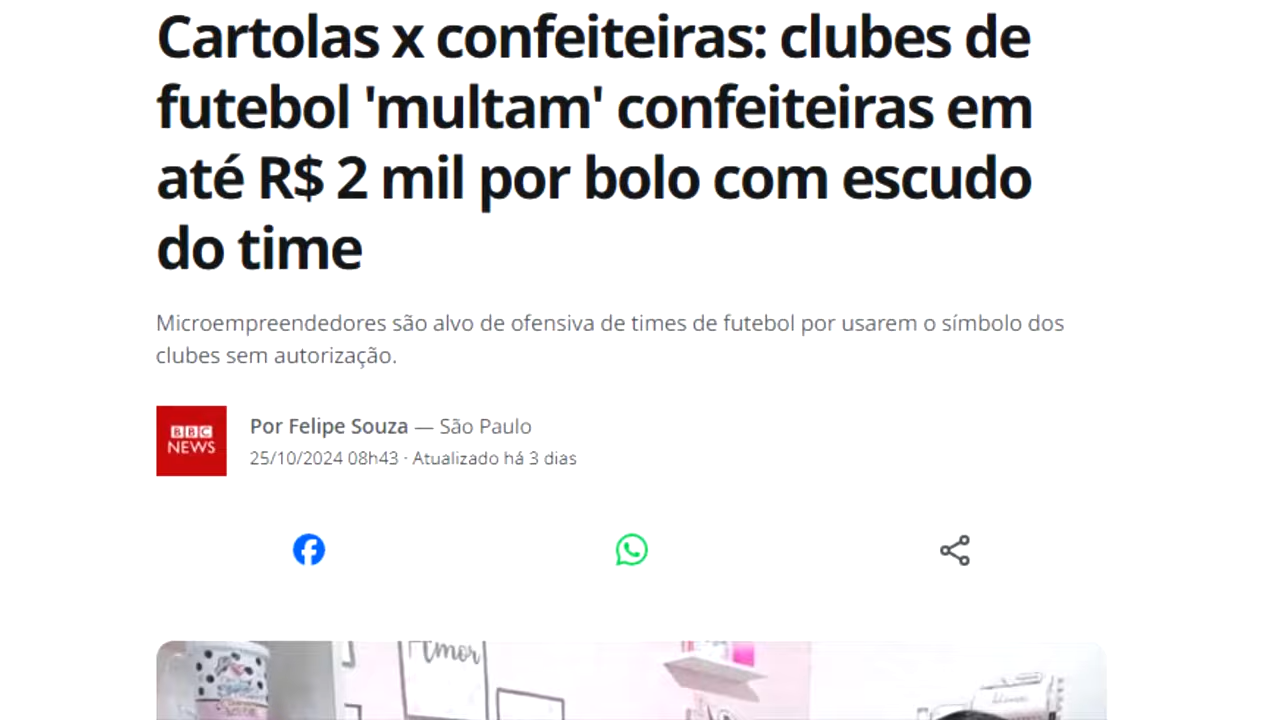 Cartolas x confeiteiras: clubes de
futebol 'multam' confeiteiras em
até R$ 2 mil por bolo com escudo
do time
Microempreendedores são alvo de ofensiva de times de futebol por usarem o símbolo dos
clubes sem autorização.
BBC
NEWS
Por Felipe Souza — São Paulo
25/10/2024 08h43 · Atualizado há 3 dias
Amor